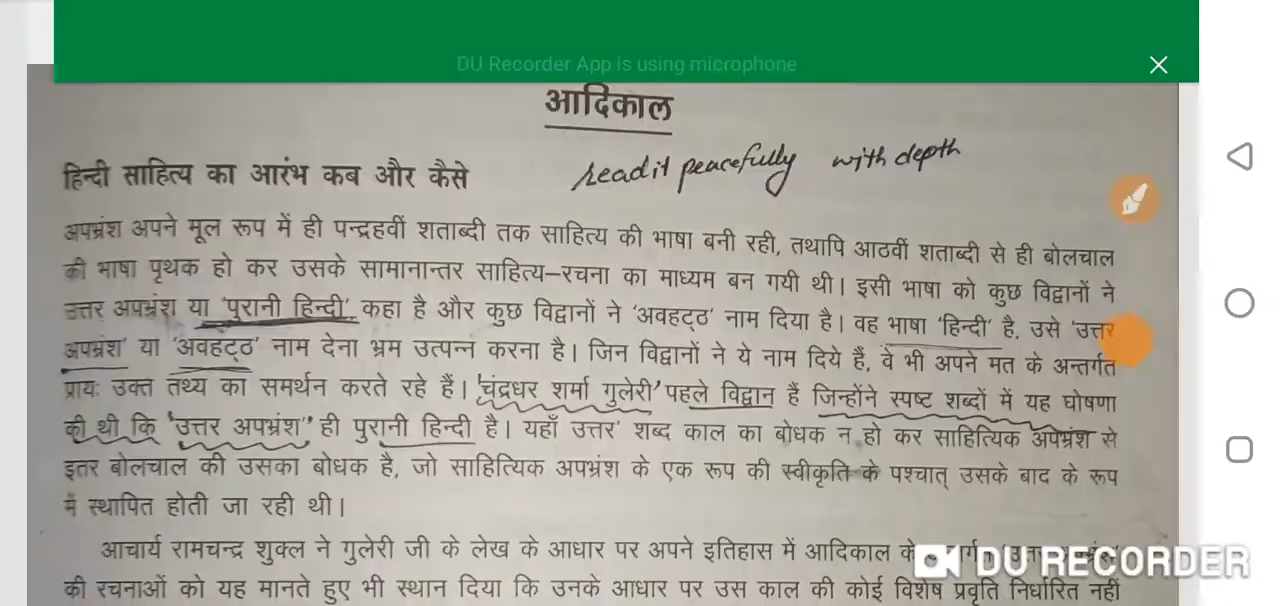 DU Recorder App is using microphone
आदिकाल
हिन्दी साहित्य का आरंभ कब और कैसे
read it peacefully with depth
अपभ्रंश अपने मूल रूप में ही पन्द्रहवीं शताब्दी तक साहित्य की भाषा बनी रही, तथापि आठवीं शताब्दी से ही बोलचाल
की भाषा पृथक हो कर उसके सामानान्तर साहित्य–रचना का माध्यम बन गयी थी। इसी भाषा को कुछ विद्वानों ने
उत्तर अपभ्रंश या 'पुरानी हिन्दी' कहा है और कुछ विद्वानों ने 'अवहट्ठ' नाम दिया है। वह भाषा 'हिन्दी' है, उसे 'उत्तर
अपभ्रंश' या 'अवहट्ठ' नाम देना भ्रम उत्पन्न करना है। जिन विद्वानों ने ये नाम दिये हैं, वे भी अपने मत के अन्तर्गत
प्रायः उक्त तथ्य का समर्थन करते रहे हैं। 'चंद्रधर शर्मा गुलेरी' पहले विद्वान हैं जिन्होंने स्पष्ट शब्दों में यह घोषणा
की थी कि 'उत्तर अपभ्रंश' ही पुरानी हिन्दी है। यहाँ उत्तर' शब्द काल का बोधक न हो कर साहित्यिक अपभ्रंश से
इतर बोलचाल की उसका बोधक है, जो साहित्यिक अपभ्रंश के एक रूप की स्वीकृति के पश्चात् उसके बाद के रूप
में स्थापित होती जा रही थी।
आचार्य रामचन्द्र शुक्ल ने गुलेरी जी के लेख के आधार पर अपने इतिहास में आदिकाल के
की रचनाओं को यह मानते हुए भी स्थान दिया कि उनके आधार पर उस काल की कोई विशेष प्रवृति निर्धारित नहीं
DU RECORDER